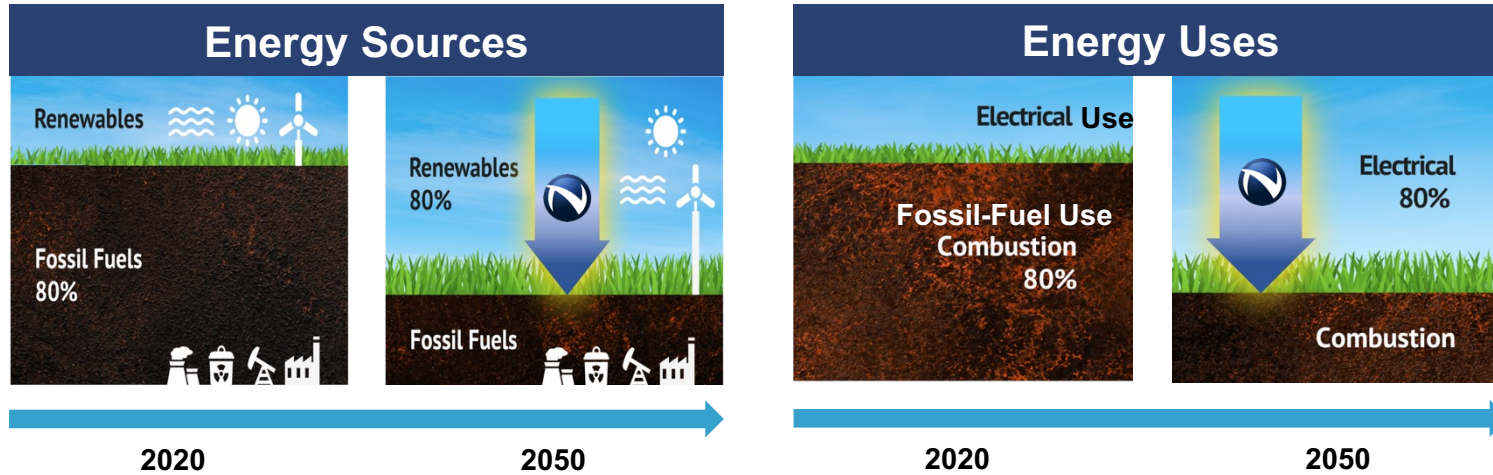 Energy Sources
Renewables
Fossil Fuels
80%
Renewables
80%
Fossil Fuels
2020
2050
Energy Uses
Electrical Use
Fossil-Fuel Use
Combustion
80%
Electrical
80%
Combustion
2020
2050